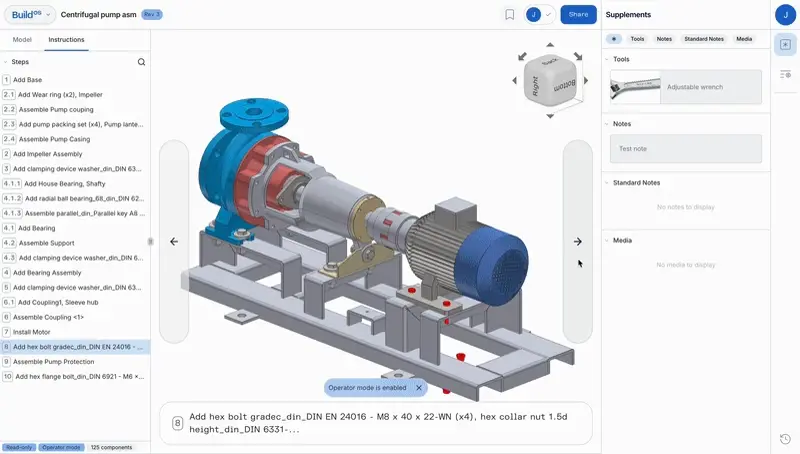 Buildos
Centrifugal pump asm
Rev 3
J
Share
Supplements
J
Model
Instructions
Tools
Notes
Standard Notes
Media
Steps
1 Add Base
2.1 Add Wear ring (x2), Impeller
2.2 Assemble Pump couping
2.3 Add pump packing set (x4), Pump lante...
2.4 Assemble Pump Casing
2 Add Impeller Assembly
3 Add clamping device washer_din_DIN 63...
4.1.1 Add House Bearing, Shafty
4.1.2 Add radial ball bearing_68_din_DIN 62...
4.1.3 Assemble parallel_din_Parallel key A8 ...
4.1 Add Bearing
4.2 Assemble Support
4.3 Add clamping device washer_din_DIN 6...
4 Add Bearing Assembly
5 Add clamping device washer_din_DIN 63...
6.1 Add Coupling1, Sleeve hub
6 Assemble Coupling <1>
7 Install Motor
8 Add hex bolt gradec_din_DIN EN 24016 - ...
9 Assemble Pump Protection
10 Add hex flange bolt_din_DIN 6921 - M6 ×...
Read-only
Operator mode
125 components
Back
Right
Bottom
Operator mode is enabled
8 Add hex bolt gradec_din_DIN EN 24016 - M8 x 40 x 22-WN (x4), hex collar nut 1.5d
height_din_DIN 6331-...
Tools
Adjustable wrench
Notes
Test note
Standard Notes
No notes to display
Media
No media to display